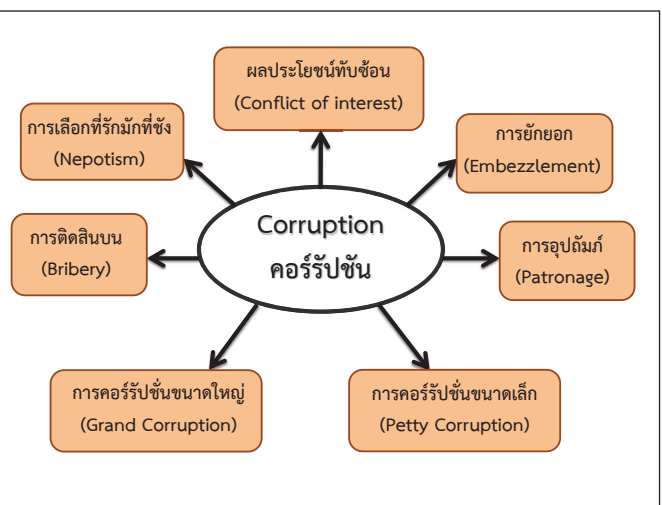 ผลประโยชน์ทับซ้อน
(Conflict of interest)
การเลือกที่รักมักที่ชัง
(Nepotism)
การยักยอก
(Embezzlement)
Corruption
คอร์รัปชัน
การติดสินบน
(Bribery)
การอุปถัมภ์
(Patronage)
การคอร์รัปชั่นขนาดใหญ่
(Grand Corruption)
การคอร์รัปชั่นขนาดเล็ก
(Petty Corruption)